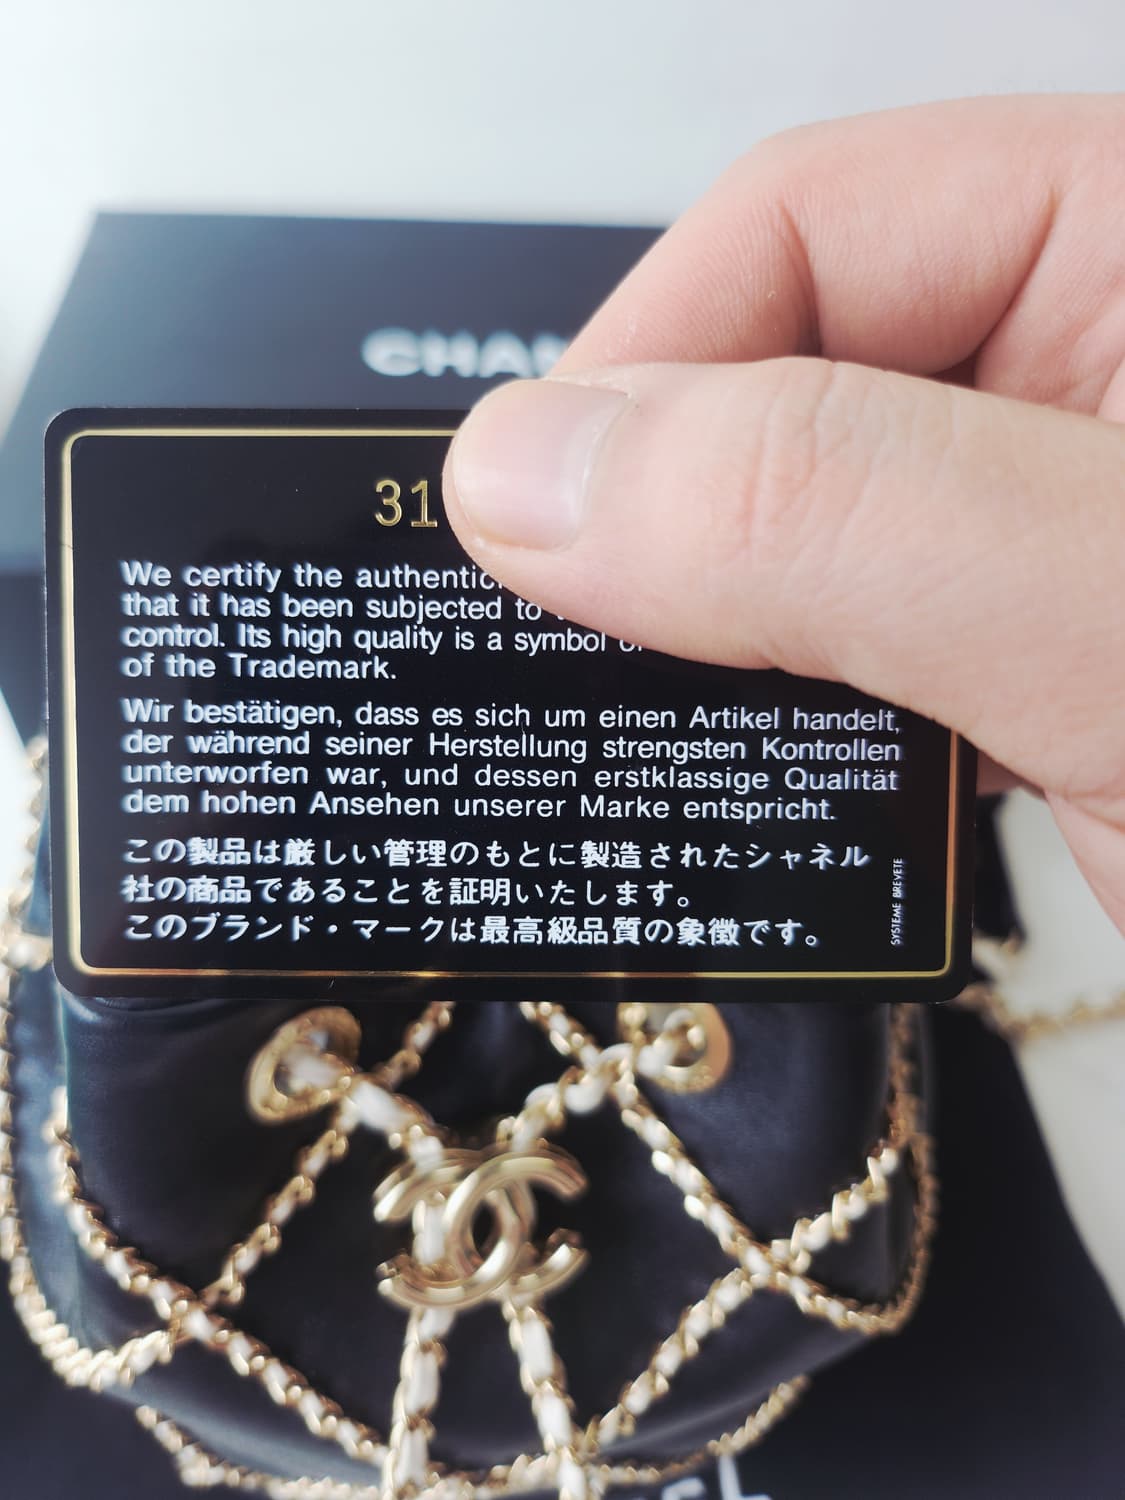 CHAN
31
We certify the authentic
that it has been subjected to
control. Its high quality is a symbol
of the Trademark.
Wir bestätigen, dass es sich um einen Artikel handelt,
der während seiner Herstellung strengsten Kontrollen
unterworfen war, und dessen erstklassige Qualität
dem hohen Ansehen unserer Marke entspricht.
この製品は厳しい管理のもとに製造されたシャネル
社の商品であることを証明いたします。
このブランド・マークは最高級品質の象徴です。
SYSTEME BREVETE